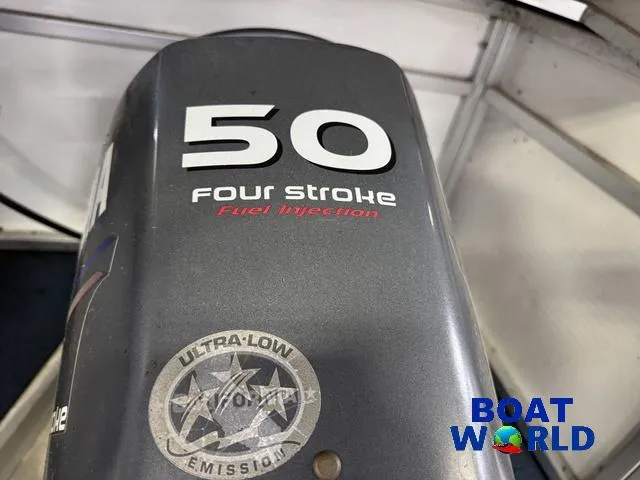 50
FOUR STROKE
Fuel Injection
ULTRA-LOW
EMISSION
BOAT
WORLD